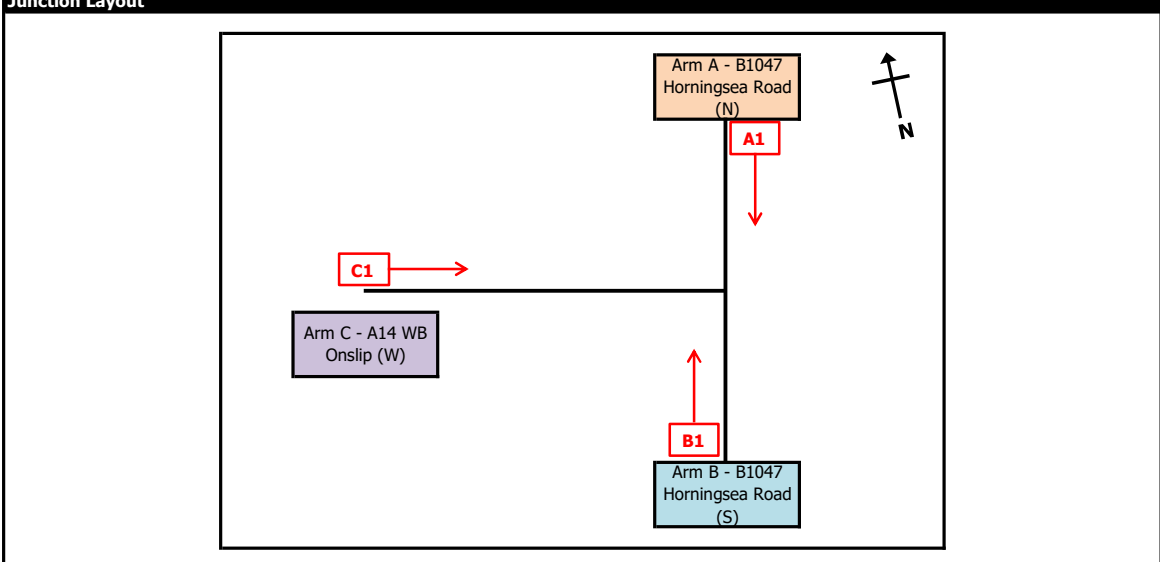 Junction Layout
Arm A - B1047
Horningsea Road
(N)
A1
N
C1
Arm C - A14 WB
Onslip (W)
B1
Arm B - B1047
Horningsea Road
(S)